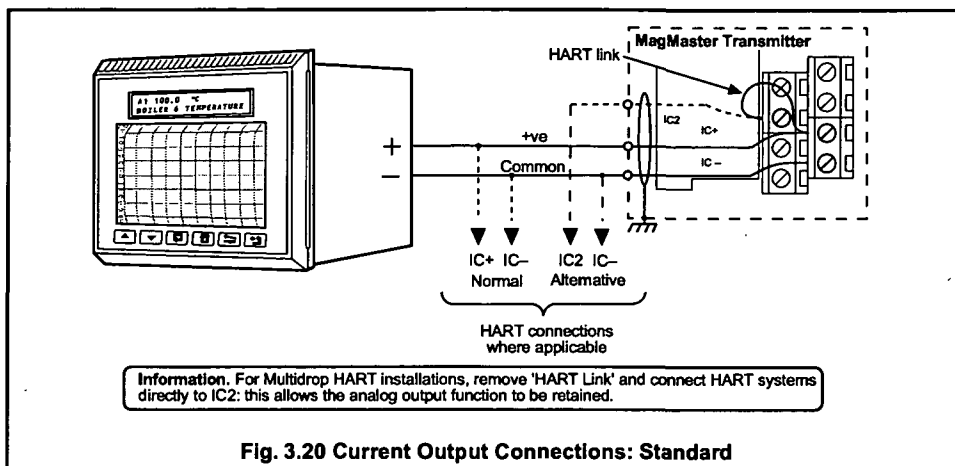 MagMaster Transmitter
HART link
A1 100.0 °C
BOILER 6 TEMPERATURE
IC2
+ +ve IC+
− Common IC −
IC+ IC− IC2 IC−
Normal Alternative
HART connections
where applicable
Information. For Multidrop HART installations, remove 'HART Link' and connect HART systems
directly to IC2: this allows the analog output function to be retained.
Fig. 3.20 Current Output Connections: Standard